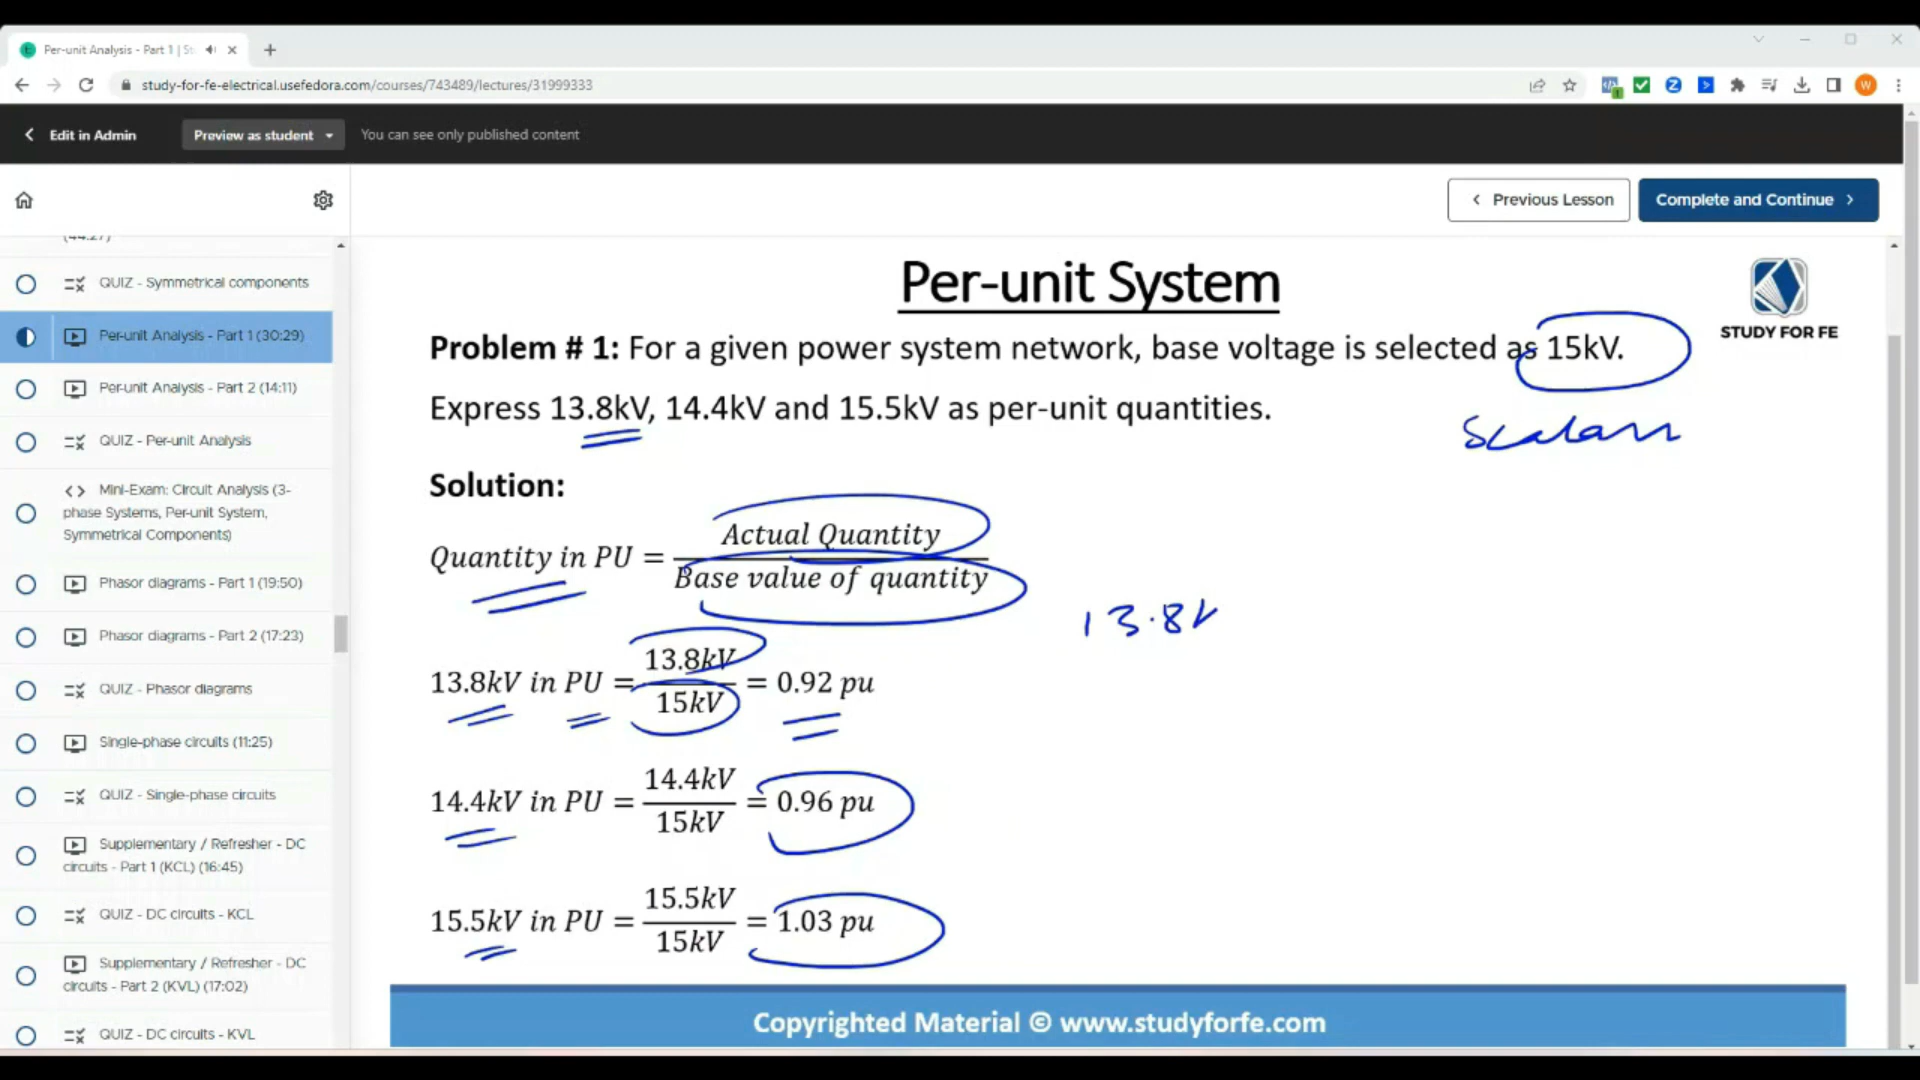 Per-unit Analysis - Part 1 | St
study-for-fe-electrical.usefedora.com/courses/743489/lectures/31999333
Edit in Admin
Preview as student
You can see only published content
Previous Lesson
Complete and Continue
(44:27)
QUIZ - Symmetrical components
Per-unit Analysis - Part 1 (30:29)
Per-unit Analysis - Part 2 (14:11)
QUIZ - Per-unit Analysis
Mini-Exam: Circuit Analysis (3-
phase Systems, Per-unit System,
Symmetrical Components)
Phasor diagrams - Part 1 (19:50)
Phasor diagrams - Part 2 (17:23)
QUIZ - Phasor diagrams
Single-phase circuits (11:25)
QUIZ - Single-phase circuits
Supplementary / Refresher - DC
circuits - Part 1 (KCL) (16:45)
QUIZ - DC circuits - KCL
Supplementary / Refresher - DC
circuits - Part 2 (KVL) (17:02)
QUIZ - DC circuits - KVL
Per-unit System
STUDY FOR FE
Problem # 1: For a given power system network, base voltage is selected as 15kV.
Express 13.8kV, 14.4kV and 15.5kV as per-unit quantities.
Solution:
Quantity in PU = Actual Quantity / Base value of quantity
13.8k
13.8kV in PU = 13.8kV / 15kV = 0.92 pu
14.4kV in PU = 14.4kV / 15kV = 0.96 pu
15.5kV in PU = 15.5kV / 15kV = 1.03 pu
Copyrighted Material © www.studyforfe.com